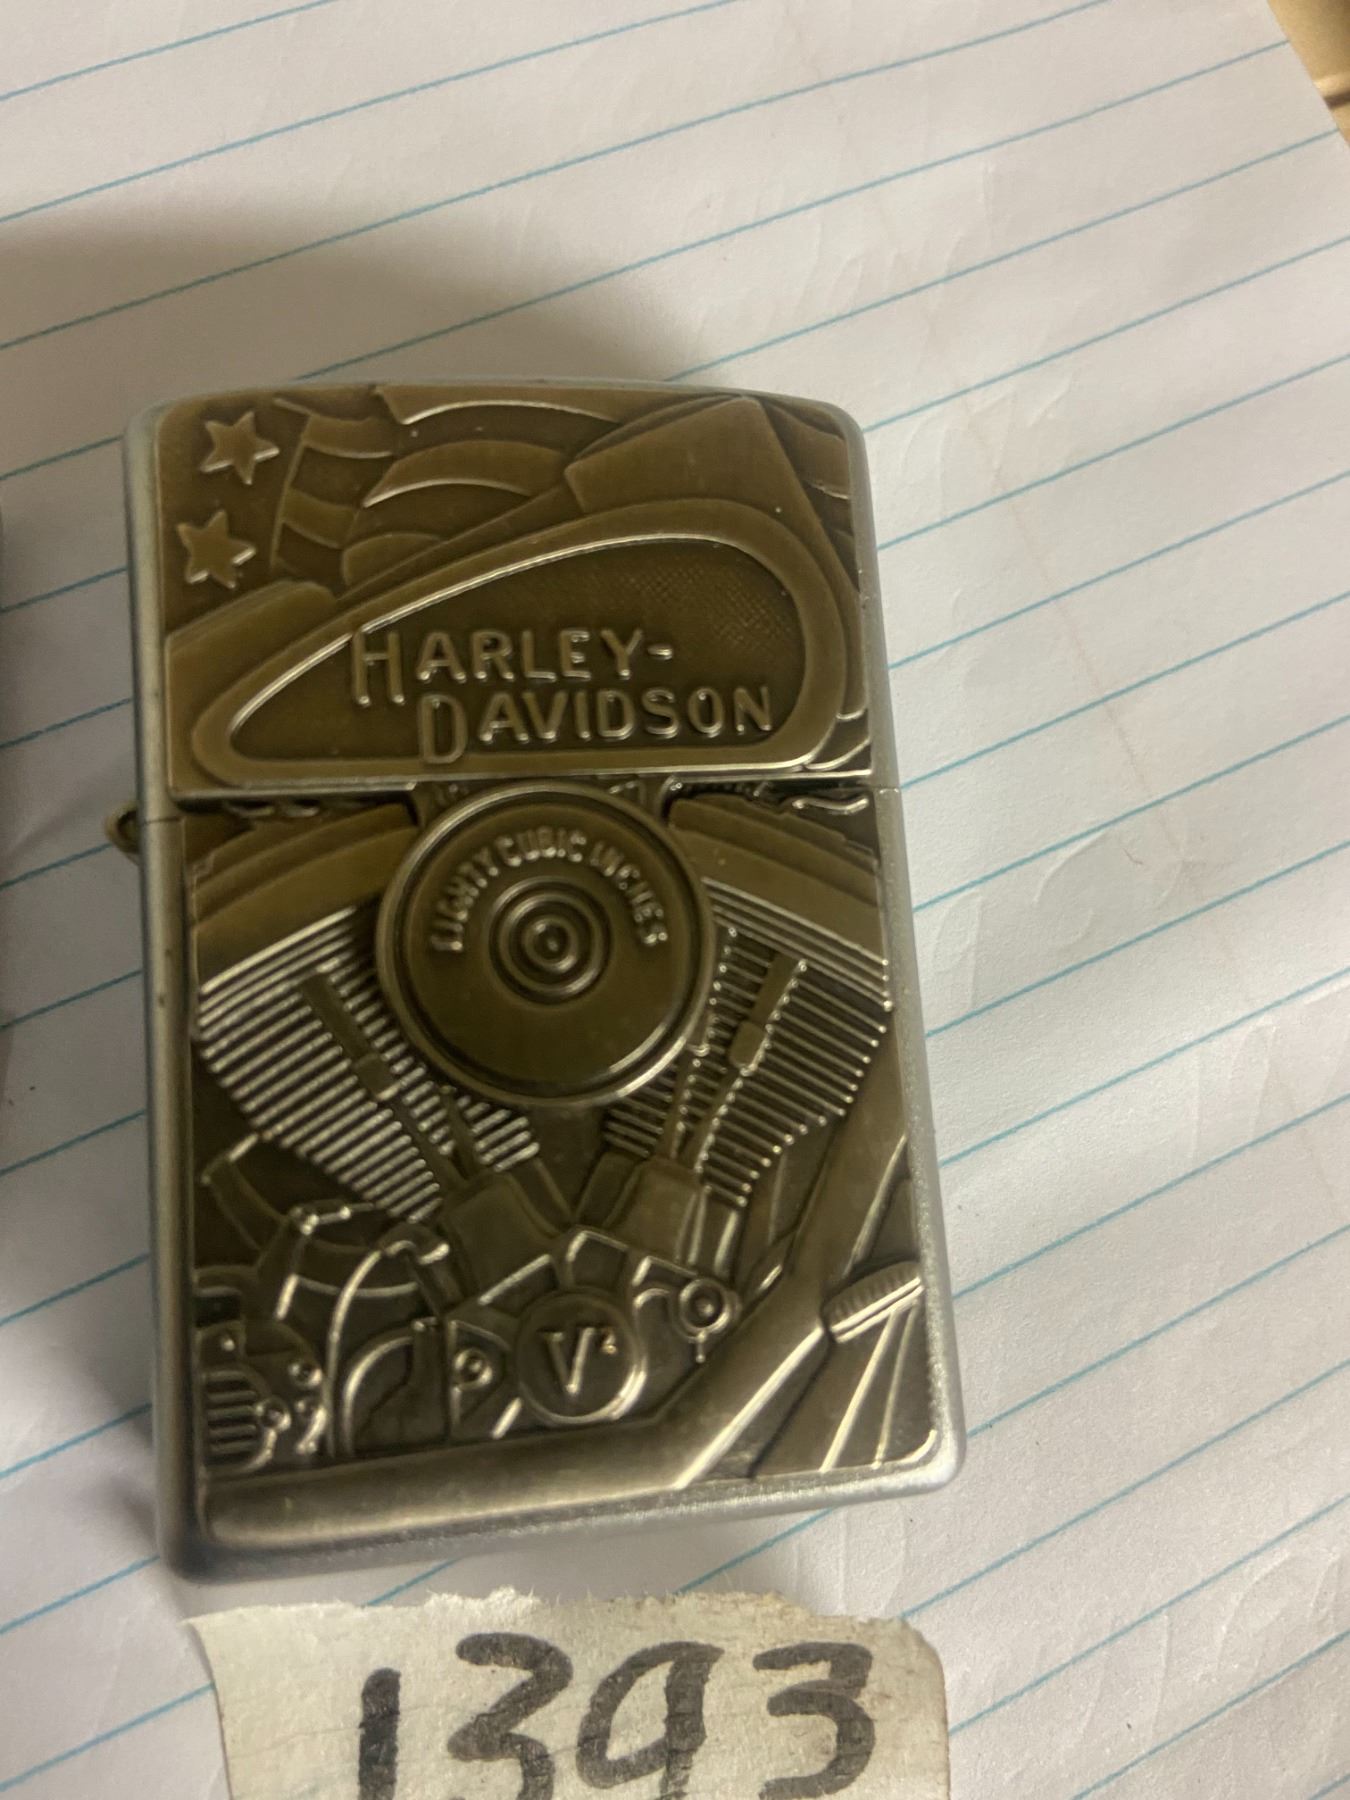 HARLEY-
DAVIDSON
EIGHTY CUBIC INCHES
V²
1393